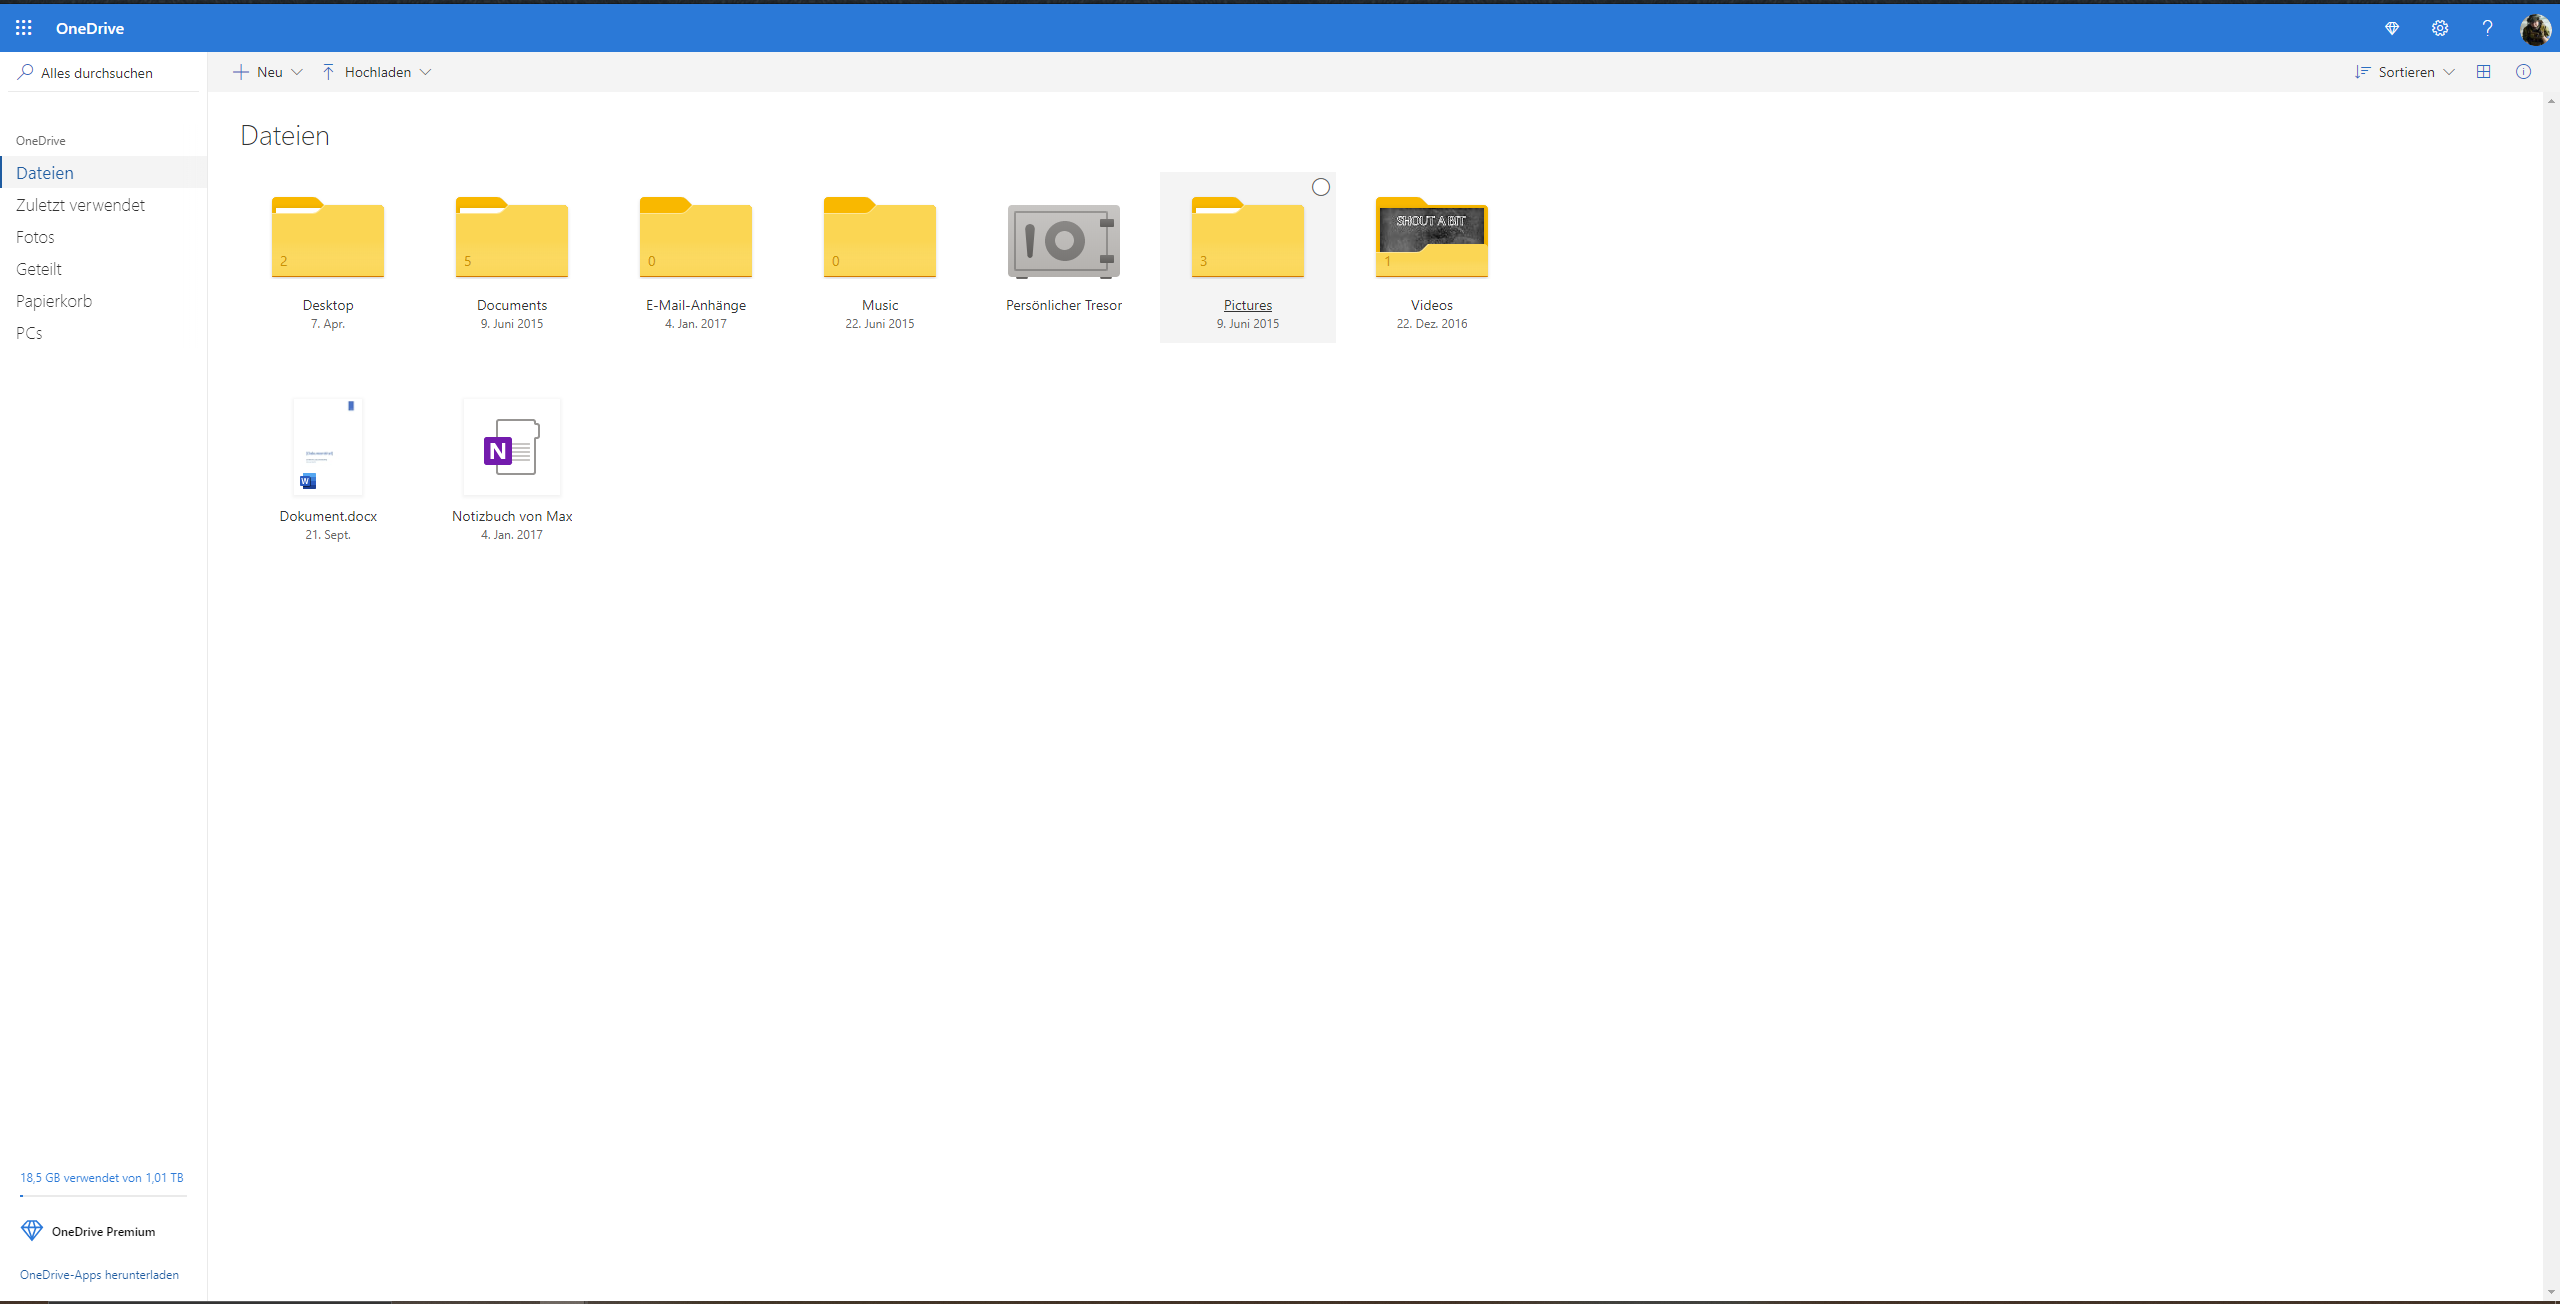 OneDrive
Alles durchsuchen
Neu
Hochladen
Sortieren
OneDrive
Dateien
Zuletzt verwendet
Fotos
Geteilt
Papierkorb
PCs
Dateien
2
5
0
0
3
SHOUT A BIT
1
Desktop
Documents
E-Mail-Anhänge
Music
Persönlicher Tresor
Pictures
Videos
7. Apr.
9. Juni 2015
4. Jan. 2017
22. Juni 2015
9. Juni 2015
22. Dez. 2016
W
N
Dokument.docx
Notizbuch von Max
21. Sept.
4. Jan. 2017
18,5 GB verwendet von 1,01 TB
OneDrive Premium
OneDrive-Apps herunterladen